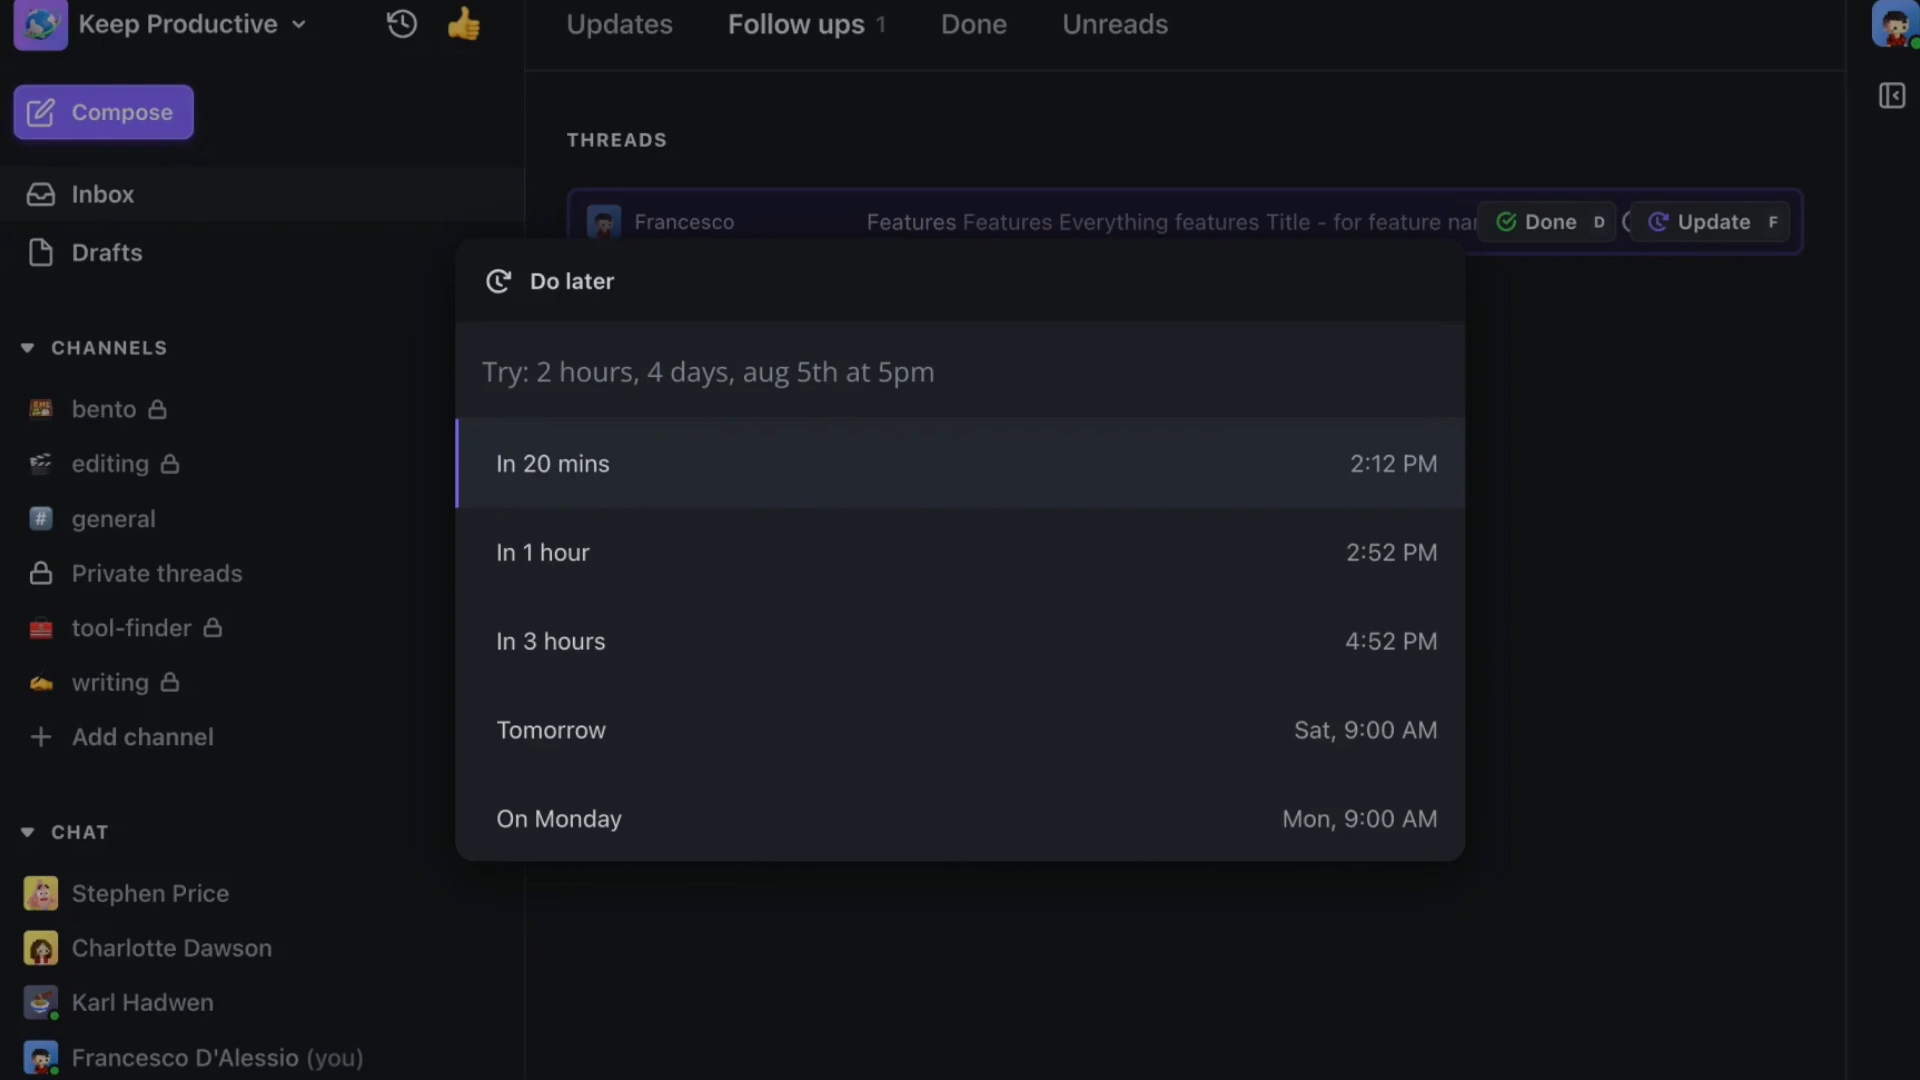 Keep Productive
Updates
Follow ups 1
Done
Unreads
Compose
THREADS
Inbox
Francesco
Features Features Everything features Title - for feature nar
Done D
Update F
Drafts
Do later
Try: 2 hours, 4 days, aug 5th at 5pm
In 20 mins 2:12 PM
In 1 hour 2:52 PM
In 3 hours 4:52 PM
Tomorrow Sat, 9:00 AM
On Monday Mon, 9:00 AM
CHANNELS
bento
editing
# general
Private threads
tool-finder
writing
Add channel
CHAT
Stephen Price
Charlotte Dawson
Karl Hadwen
Francesco D'Alessio (you)